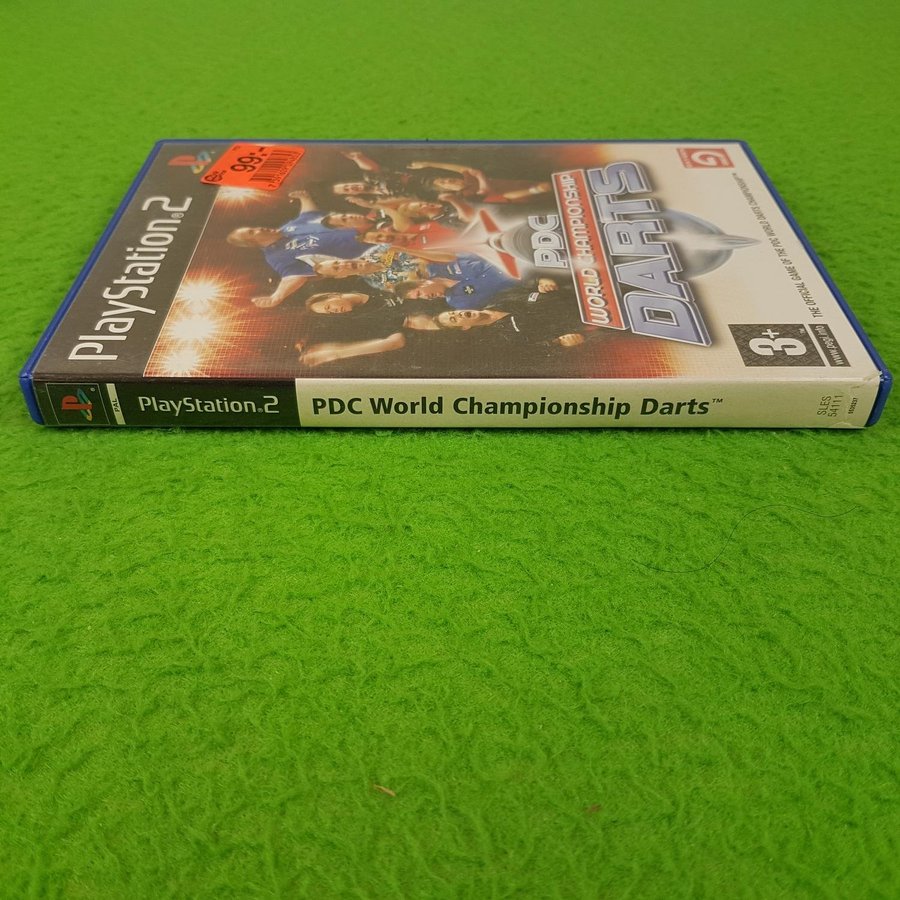 PlayStation®2
99:-
PDC
WORLD CHAMPIONSHIP
DARTS
THE OFFICIAL GAME OF THE PDC WORLD DARTS CHAMPIONSHIP™
3+
www.pegi.info
PAL
PlayStation®2
PDC World Championship Darts™
SLES
54111